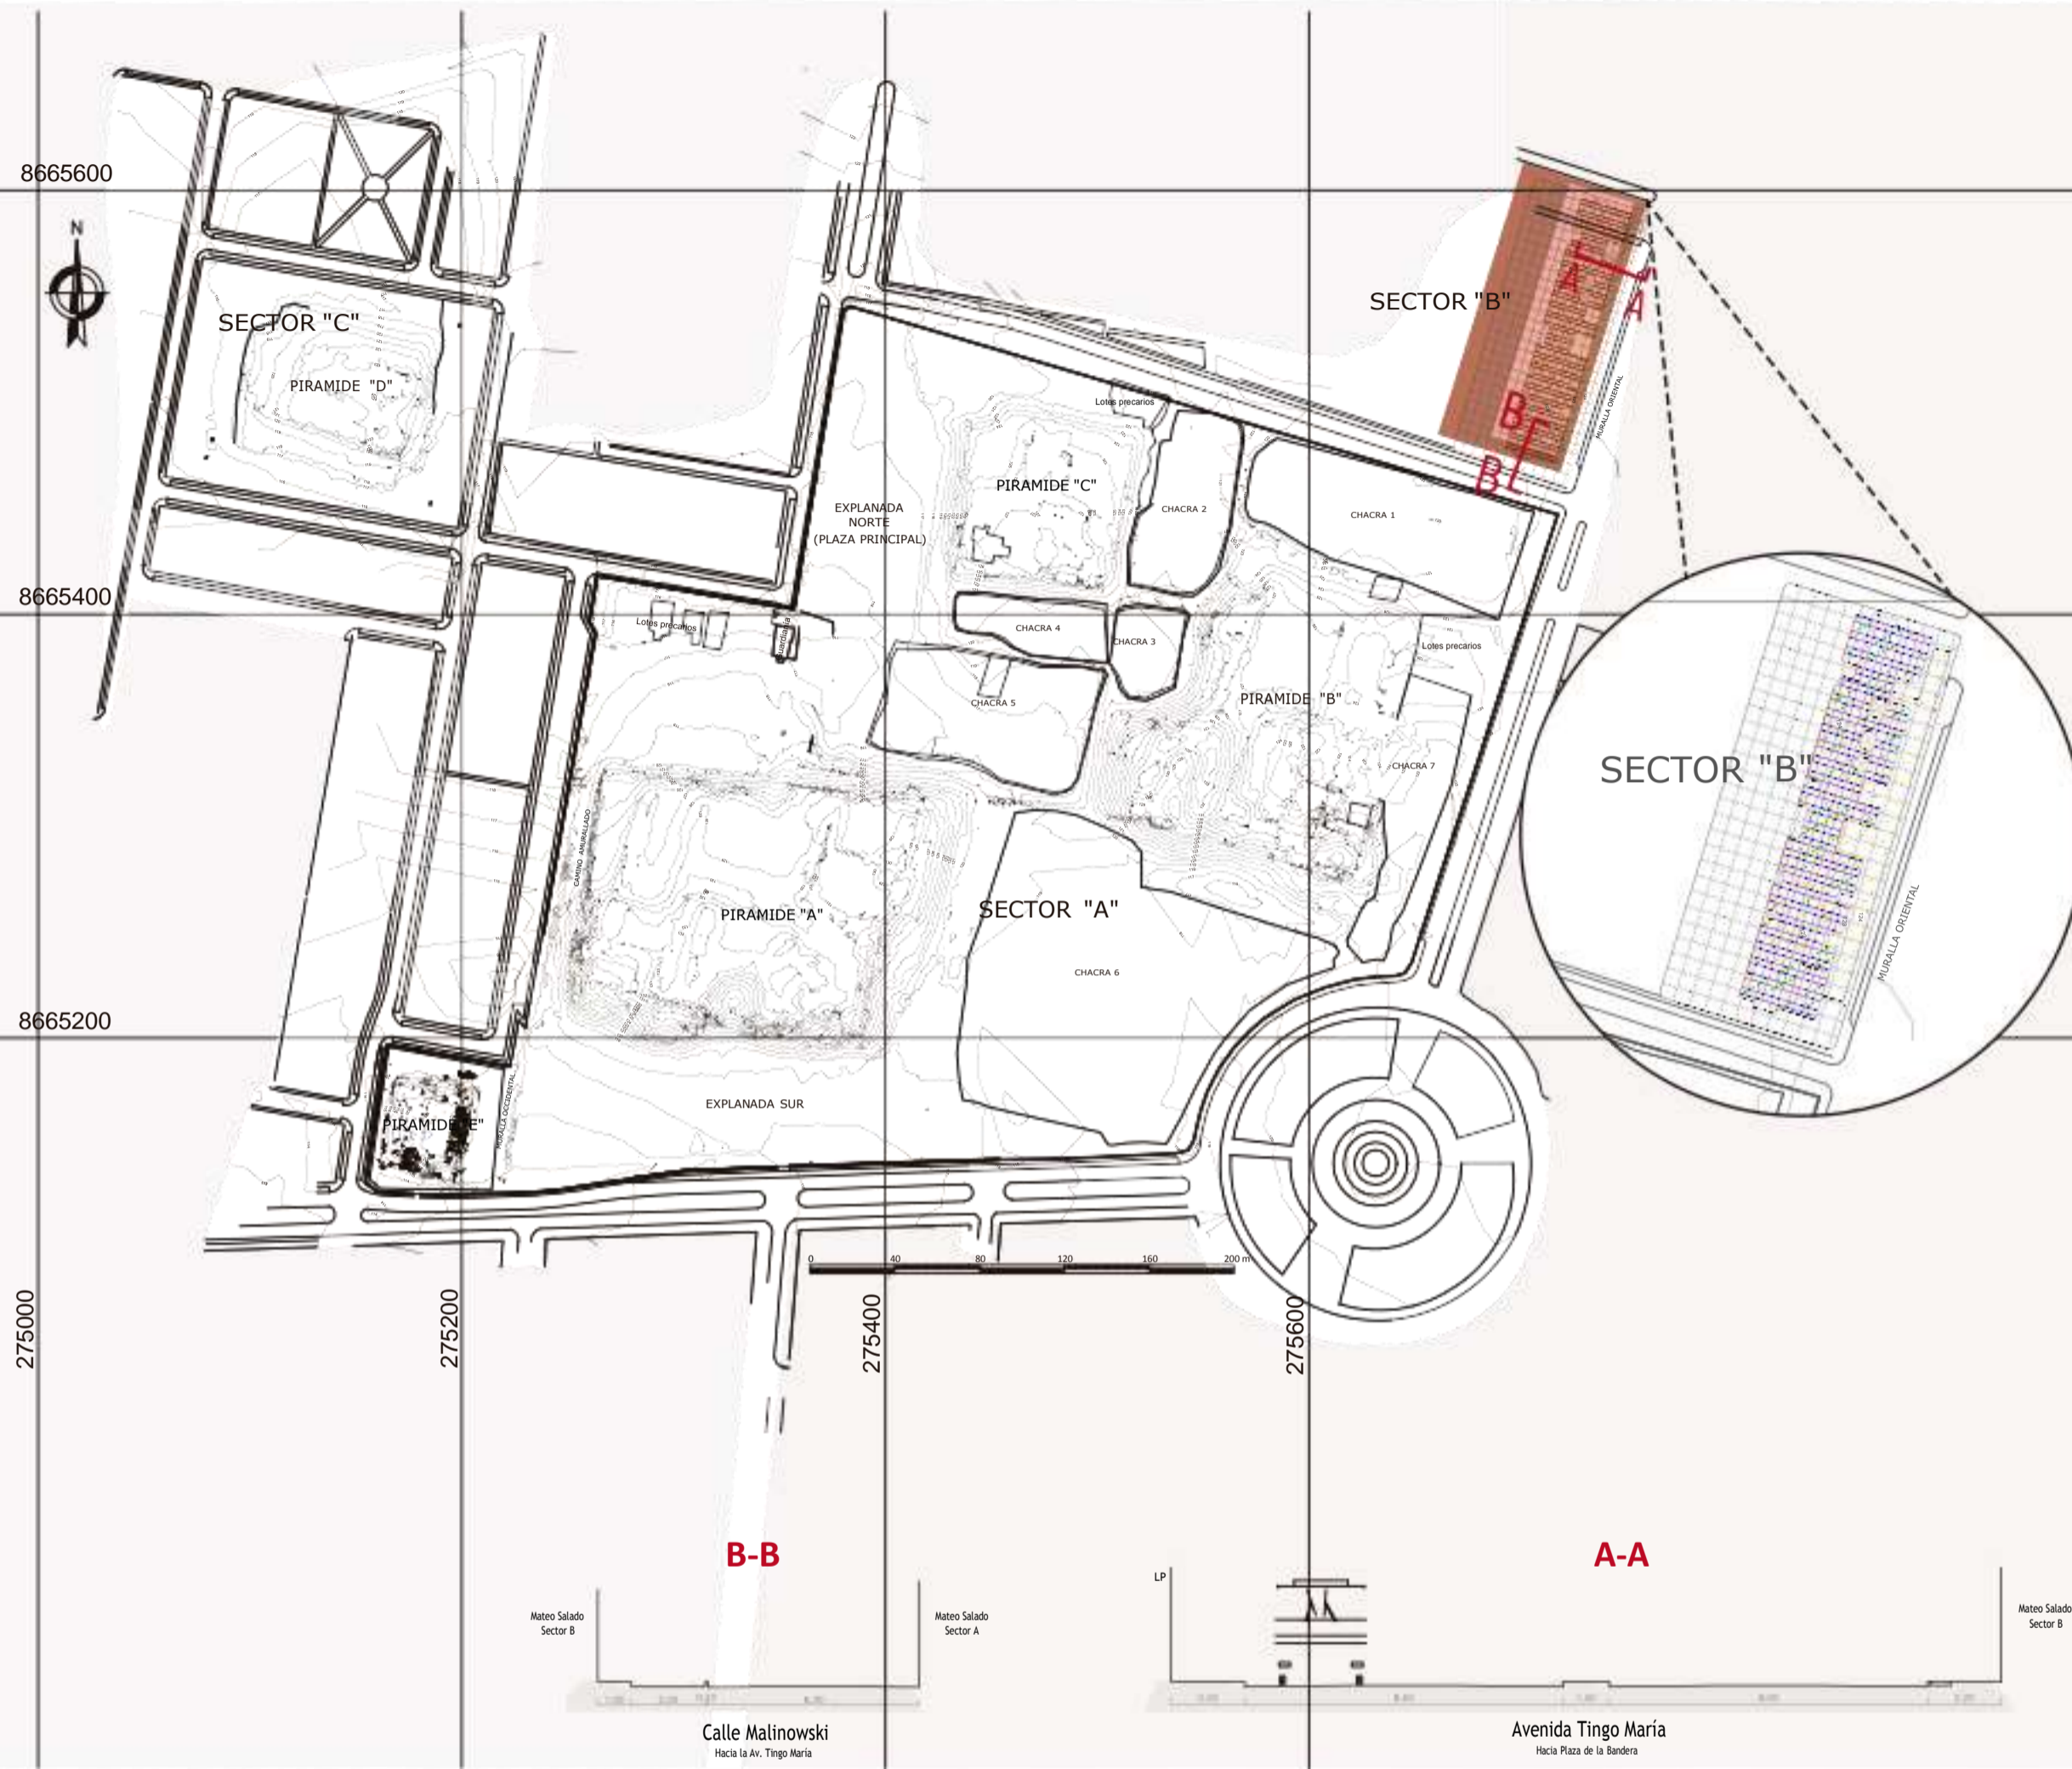 8665600
N
SECTOR "C"
PIRAMIDE "D"
SECTOR "B"
A
A
MURALLA ORIENTAL
B
B
Lotes precarios
PIRAMIDE "C"
CHACRA 2
CHACRA 1
EXPLANADA
NORTE
(PLAZA PRINCIPAL)
8665400
Lotes precarios
CHACRA 4
CHACRA 3
Lotes precarios
CHACRA 5
PIRAMIDE "B"
CHACRA 7
SECTOR "B"
MURALLA ORIENTAL
CAMINO AMURALLADO
PIRAMIDE "A"
SECTOR "A"
CHACRA 6
8665200
EXPLANADA SUR
PIRAMIDE "E"
MURALLA OCCIDENTAL
0 40 80 120 160 200 m
275000
275200
275400
275600
B-B
A-A
LP
Mateo Salado
Sector B
Mateo Salado
Sector A
Mateo Salado
Sector B
Calle Malinowski
Hacia la Av. Tingo María
Avenida Tingo María
Hacia Plaza de la Bandera